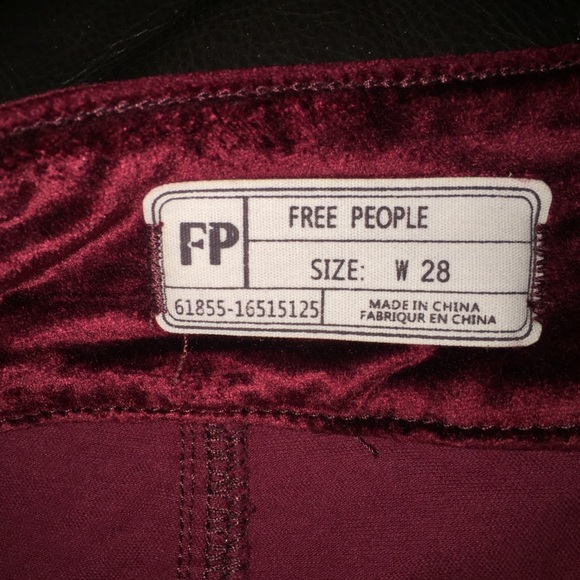 FP
FREE PEOPLE
SIZE: W 28
61855-16515125
MADE IN CHINA
FABRIQUR EN CHINA